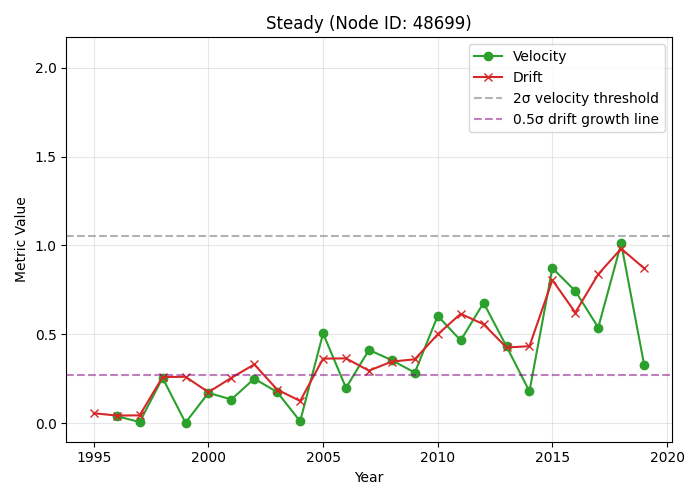 Steady (Node ID: 48699)
Velocity
Drift
2σ velocity threshold
0.5σ drift growth line
Metric Value
2.0
1.5
1.0
0.5
0.0
1995 2000 2005 2010 2015 2020
Year